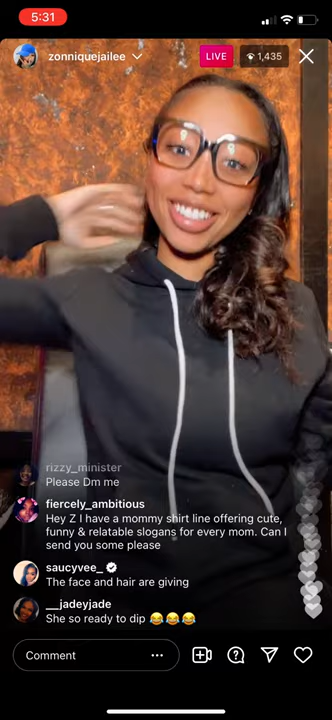 5:31
zonniquejailee
LIVE
1,435
rizzy_minister
Please Dm me
fiercely_ambitious
Hey Z I have a mommy shirt line offering cute,
funny & relatable slogans for every mom. Can I
send you some please
saucyvee_
The face and hair are giving
__jadeyjade
She so ready to dip 😂😂😂
Comment